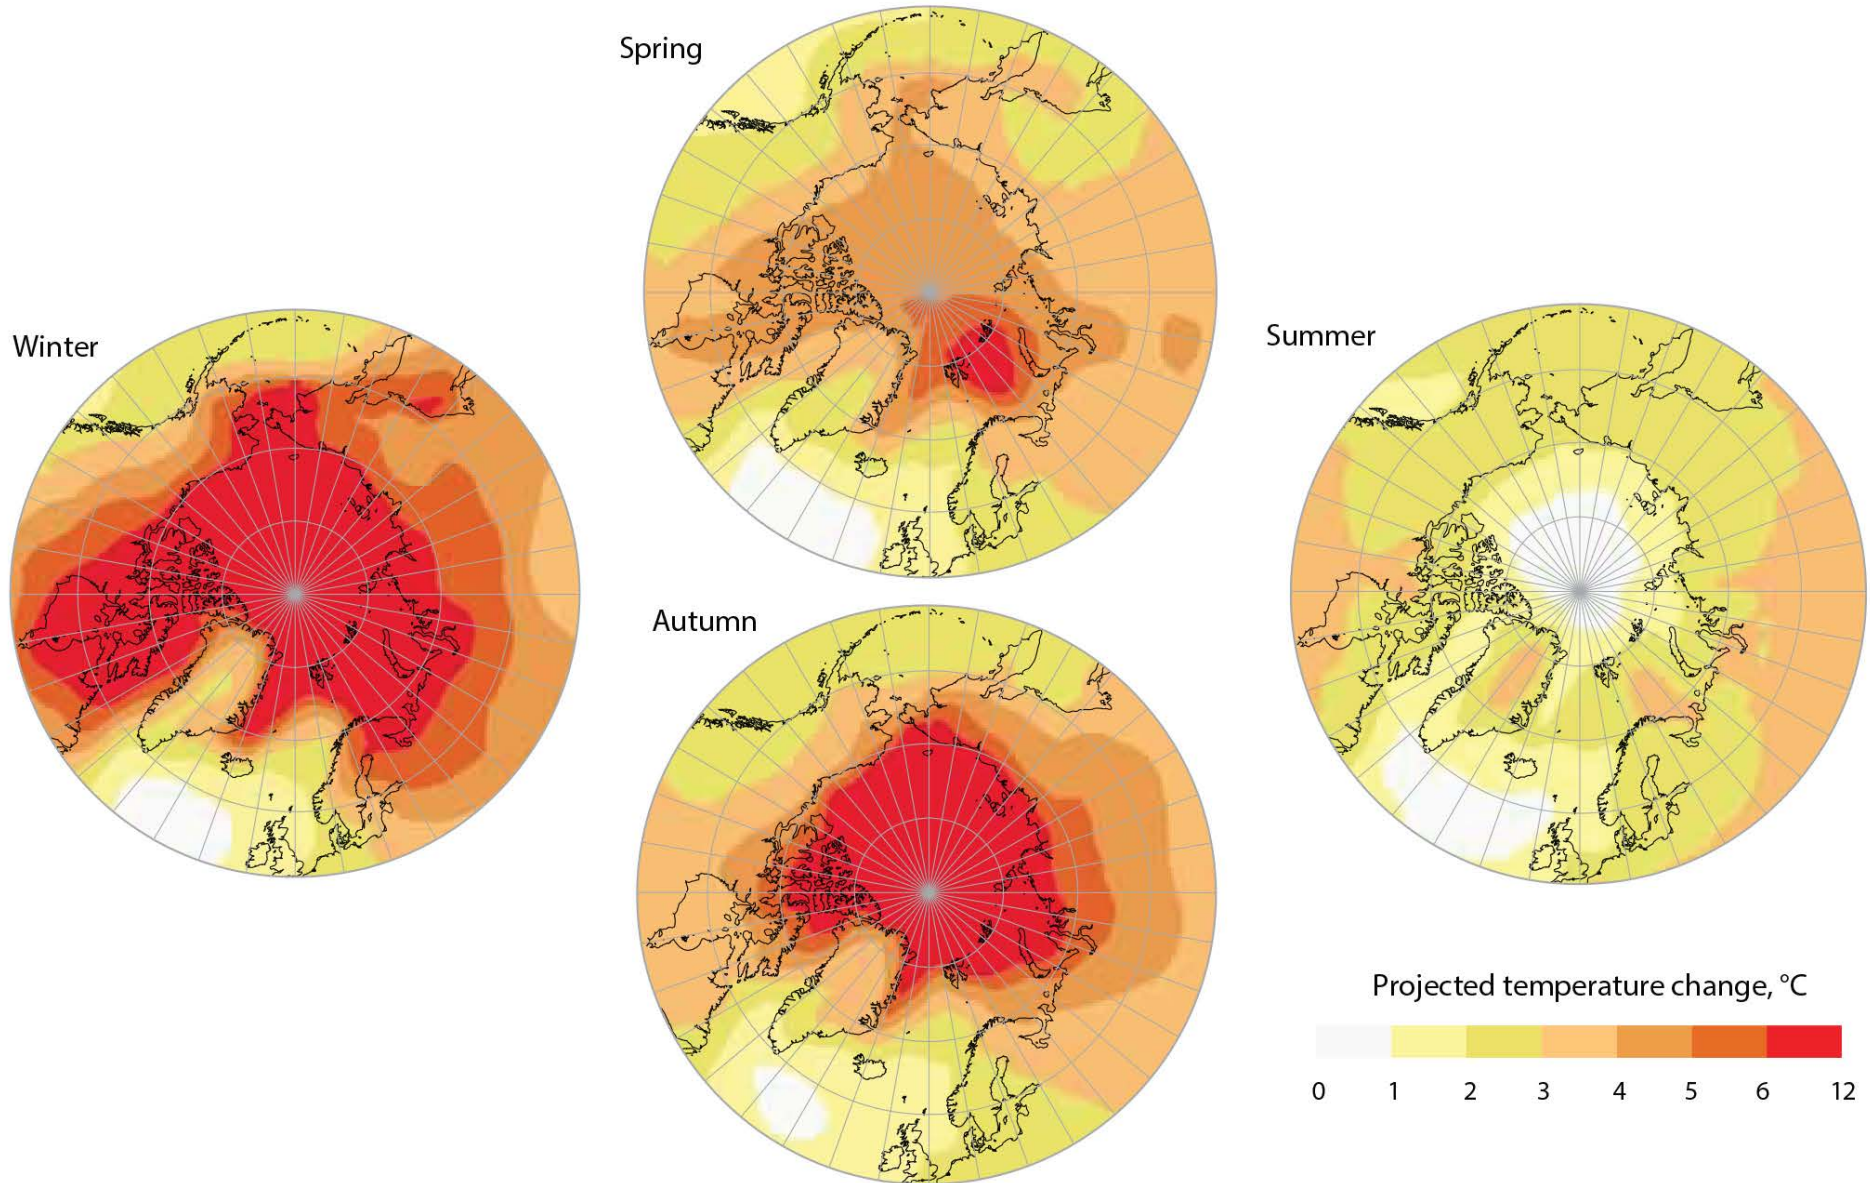 Spring
Winter
Summer
Autumn
Projected temperature change, °C
0 1 2 3 4 5 6 12